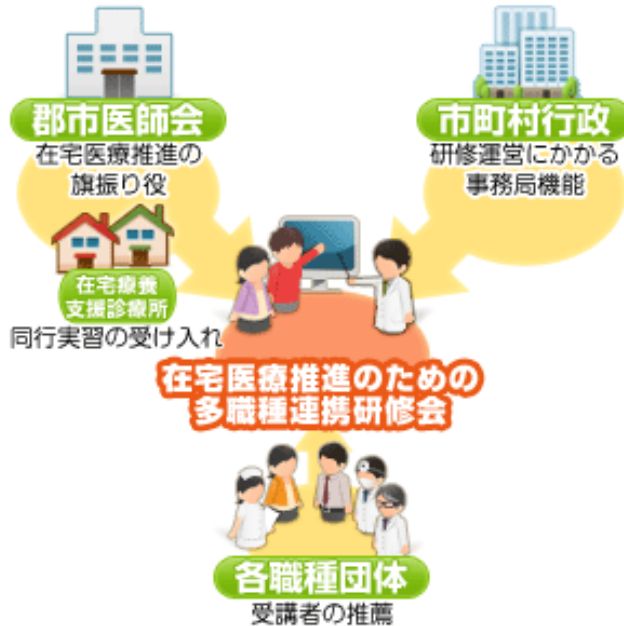 郡市医師会
在宅医療推進の
旗振り役
在宅療養
支援診療所
同行実習の受け入れ
市町村行政
研修運営にかかる
事務局機能
在宅医療推進のための
多職種連携研修会
各職種団体
受講者の推薦